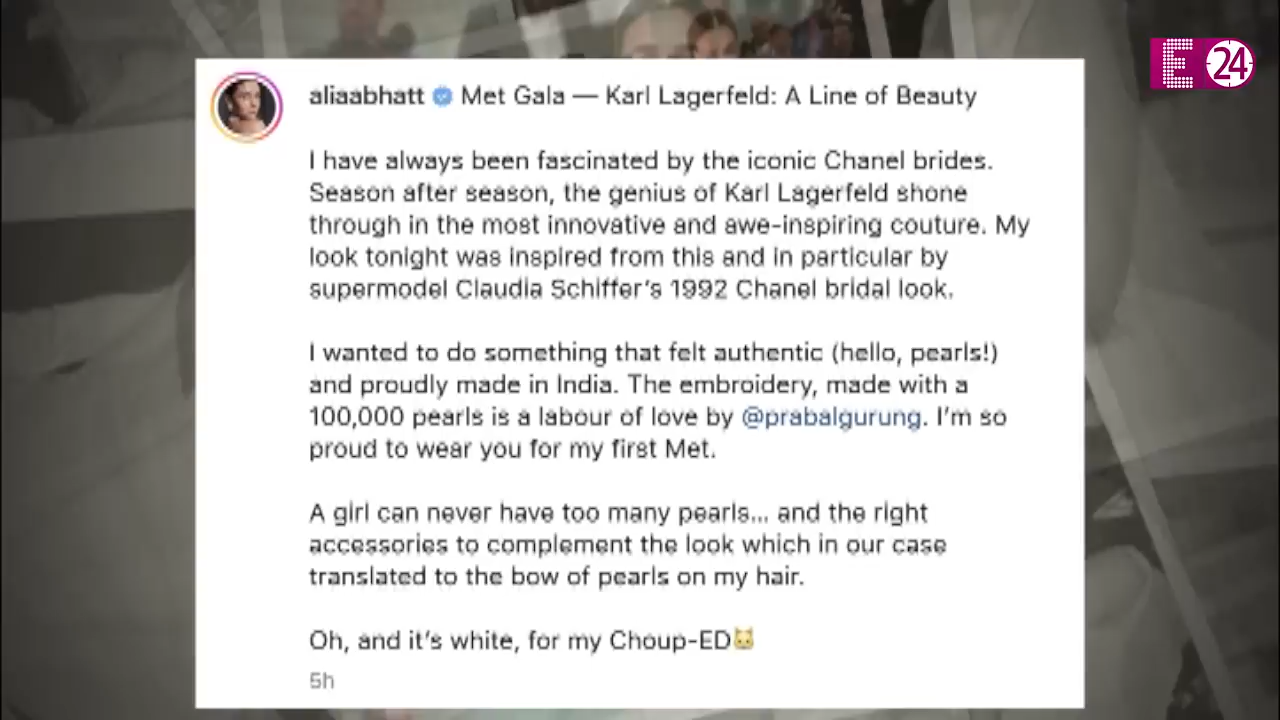 E 24
aliaabhatt Met Gala — Karl Lagerfeld: A Line of Beauty
I have always been fascinated by the iconic Chanel brides.
Season after season, the genius of Karl Lagerfeld shone
through in the most innovative and awe-inspiring couture. My
look tonight was inspired from this and in particular by
supermodel Claudia Schiffer's 1992 Chanel bridal look.
I wanted to do something that felt authentic (hello, pearls!)
and proudly made in India. The embroidery, made with a
100,000 pearls is a labour of love by @prabalgurung. I'm so
proud to wear you for my first Met.
A girl can never have too many pearls... and the right
accessories to complement the look which in our case
translated to the bow of pearls on my hair.
Oh, and it's white, for my Choup-ED🐱
5h